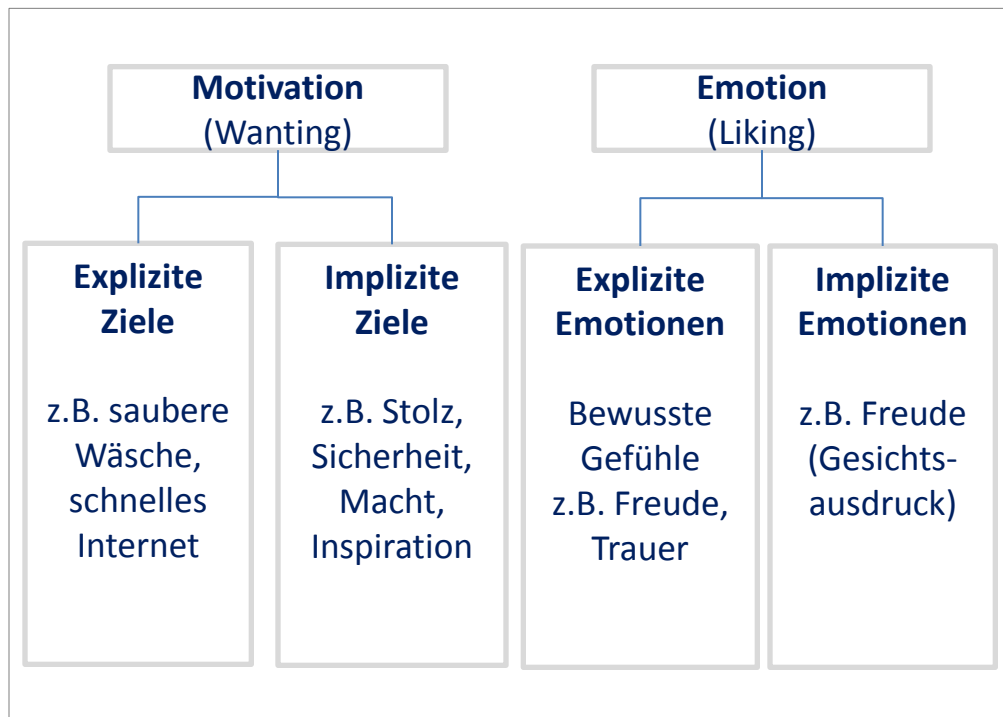 Motivation
(Wanting)
Emotion
(Liking)
Explizite
Ziele
z.B. saubere
Wäsche,
schnelles
Internet
Implizite
Ziele
z.B. Stolz,
Sicherheit,
Macht,
Inspiration
Explizite
Emotionen
Bewusste
Gefühle
z.B. Freude,
Trauer
Implizite
Emotionen
z.B. Freude
(Gesichts-
ausdruck)